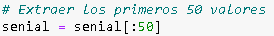 # Extraer los primeros 50 valores
senial = senial[:50]